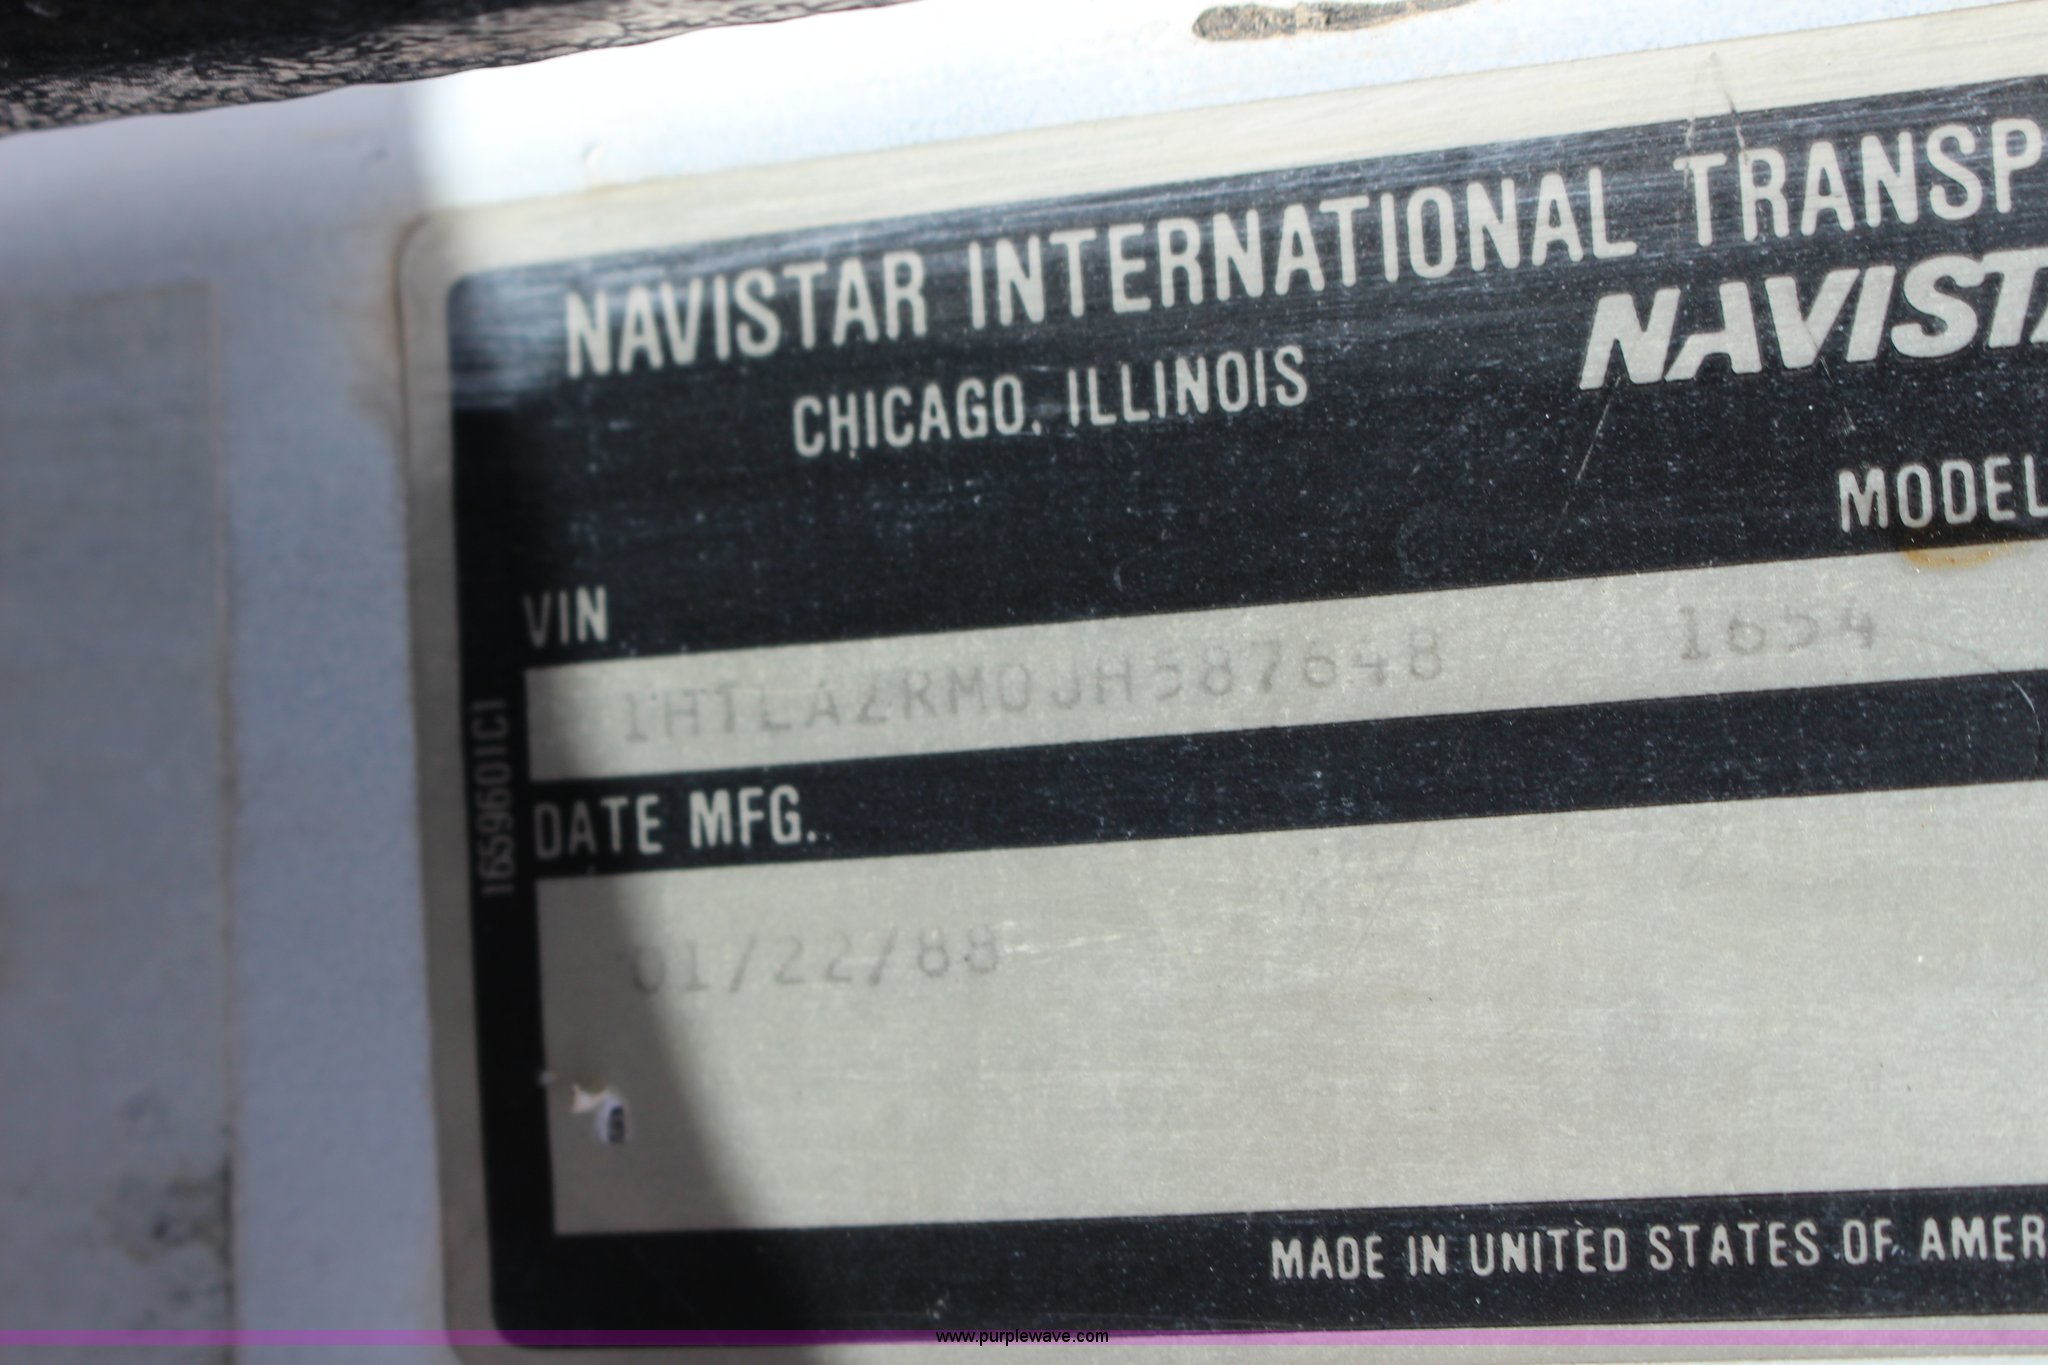 NAVISTAR INTERNATIONAL TRANSP
CHICAGO, ILLINOIS
NAVISTA
MODEL
VIN
1HTLAZRM0JH587648 1654
DATE MFG.
01/22/88
1659601C1
MADE IN UNITED STATES OF AMER
www.purplewave.com